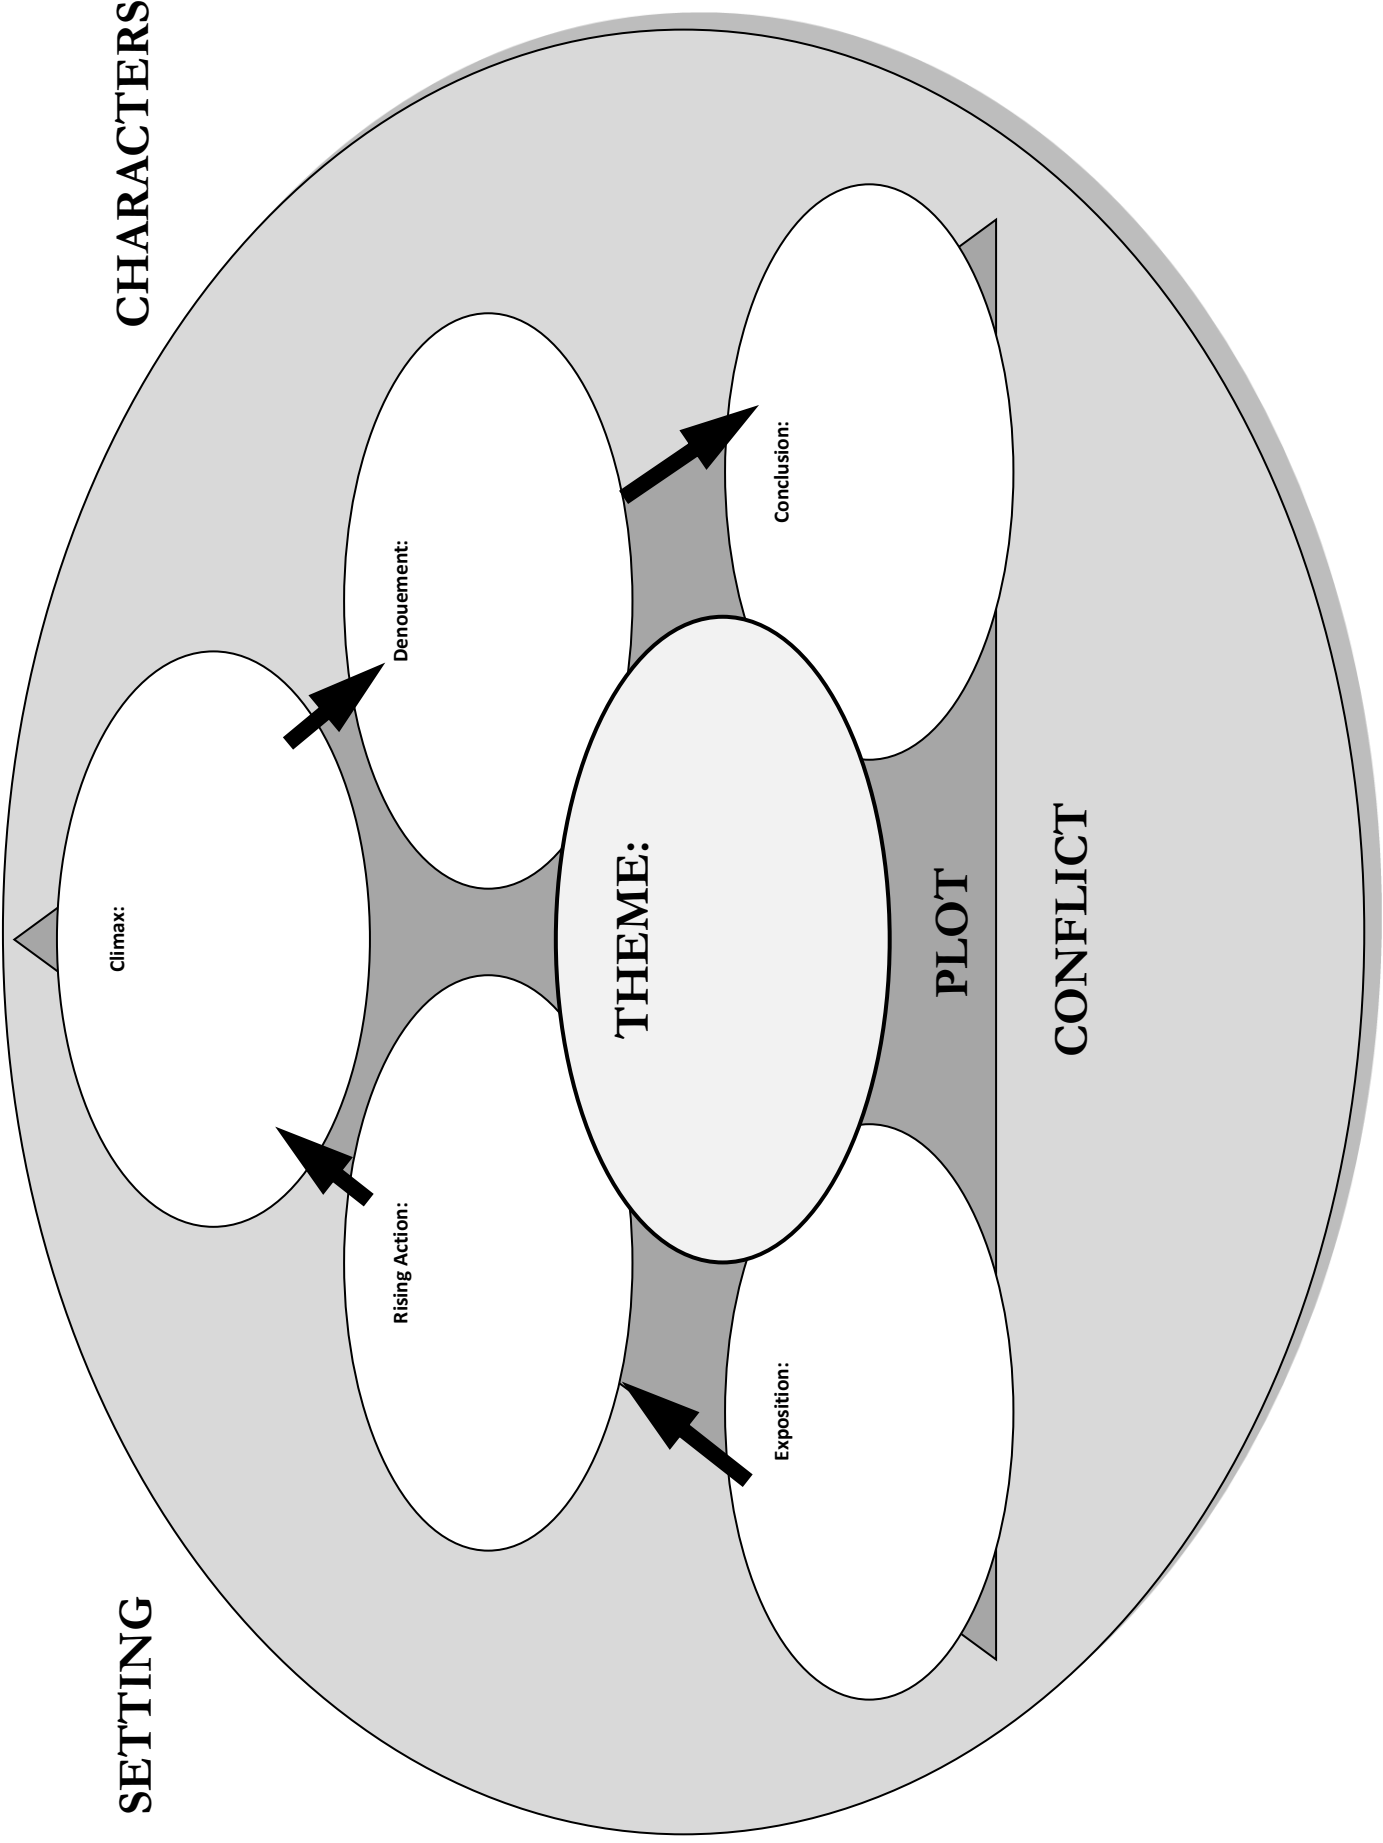 SETTING
CHARACTERS
Climax:
Rising Action:
Denouement:
THEME:
Exposition:
Conclusion:
PLOT
CONFLICT